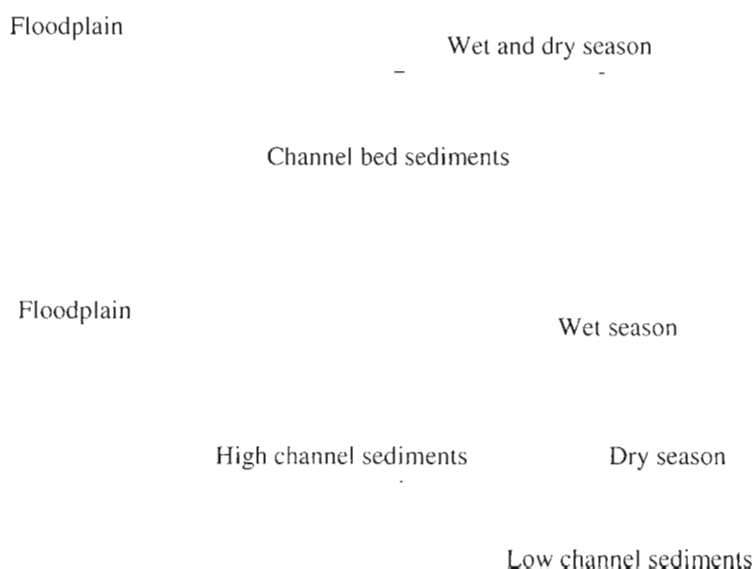 Floodplain
Wet and dry season
Channel bed sediments
Floodplain
Wet season
High channel sediments
Dry season
Low channel sediments